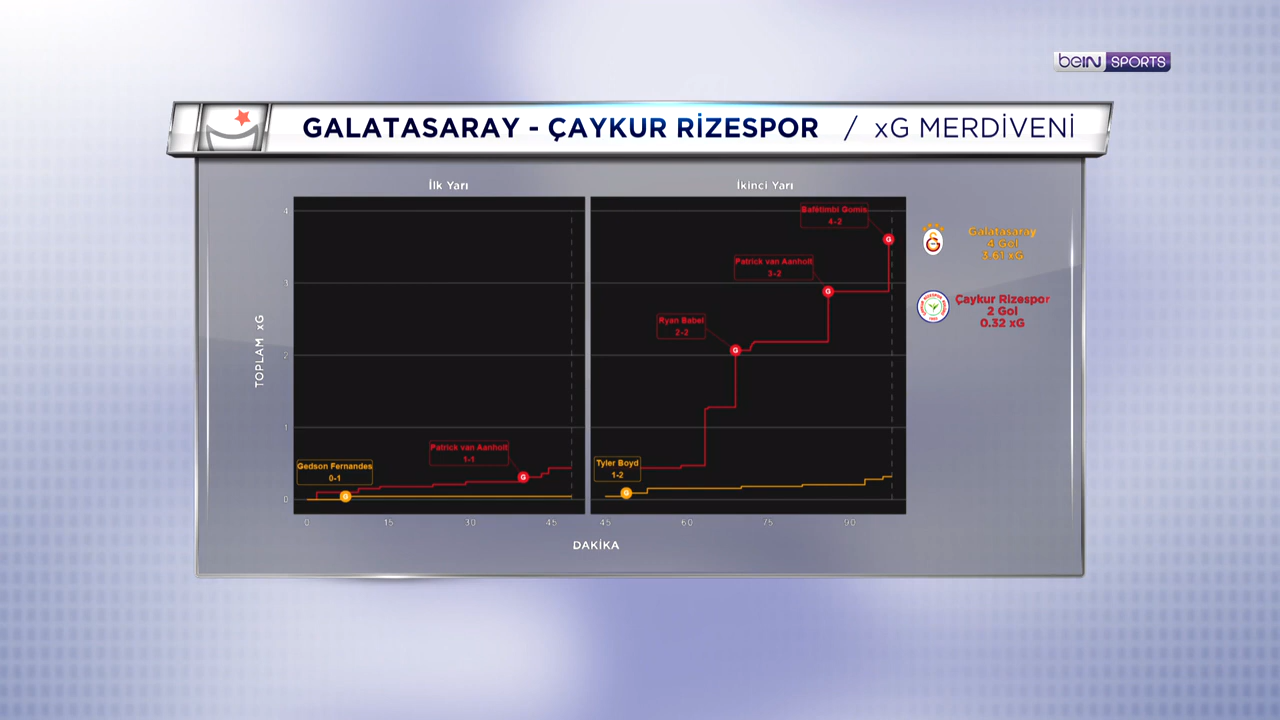 beIN SPORTS
GALATASARAY - ÇAYKUR RİZESPOR / xG MERDİVENİ
İlk Yarı
İkinci Yarı
4
3
2
1
0
TOPLAM xG
Gedson Fernandes
0-1
Patrick van Aanholt
1-1
Tyler Boyd
1-2
Ryan Babel
2-2
Patrick van Aanholt
3-2
Bafétimbi Gomis
4-2
G
G
G
G
G
G
0 15 30 45
45 60 75 90
DAKİKA
Galatasaray
4 Gol
3.61 xG
Çaykur Rizespor
2 Gol
0.32 xG